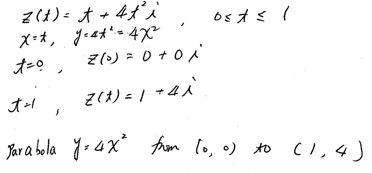 z(t) = t + 4t² i , 0 ≤ t ≤ 1
x = t, y = 4t² = 4x²
t = 0, z(0) = 0 + 0 i
t = 1, z(t) = 1 + 4 i
Parabola y = 4x² from (0, 0) to (1, 4)